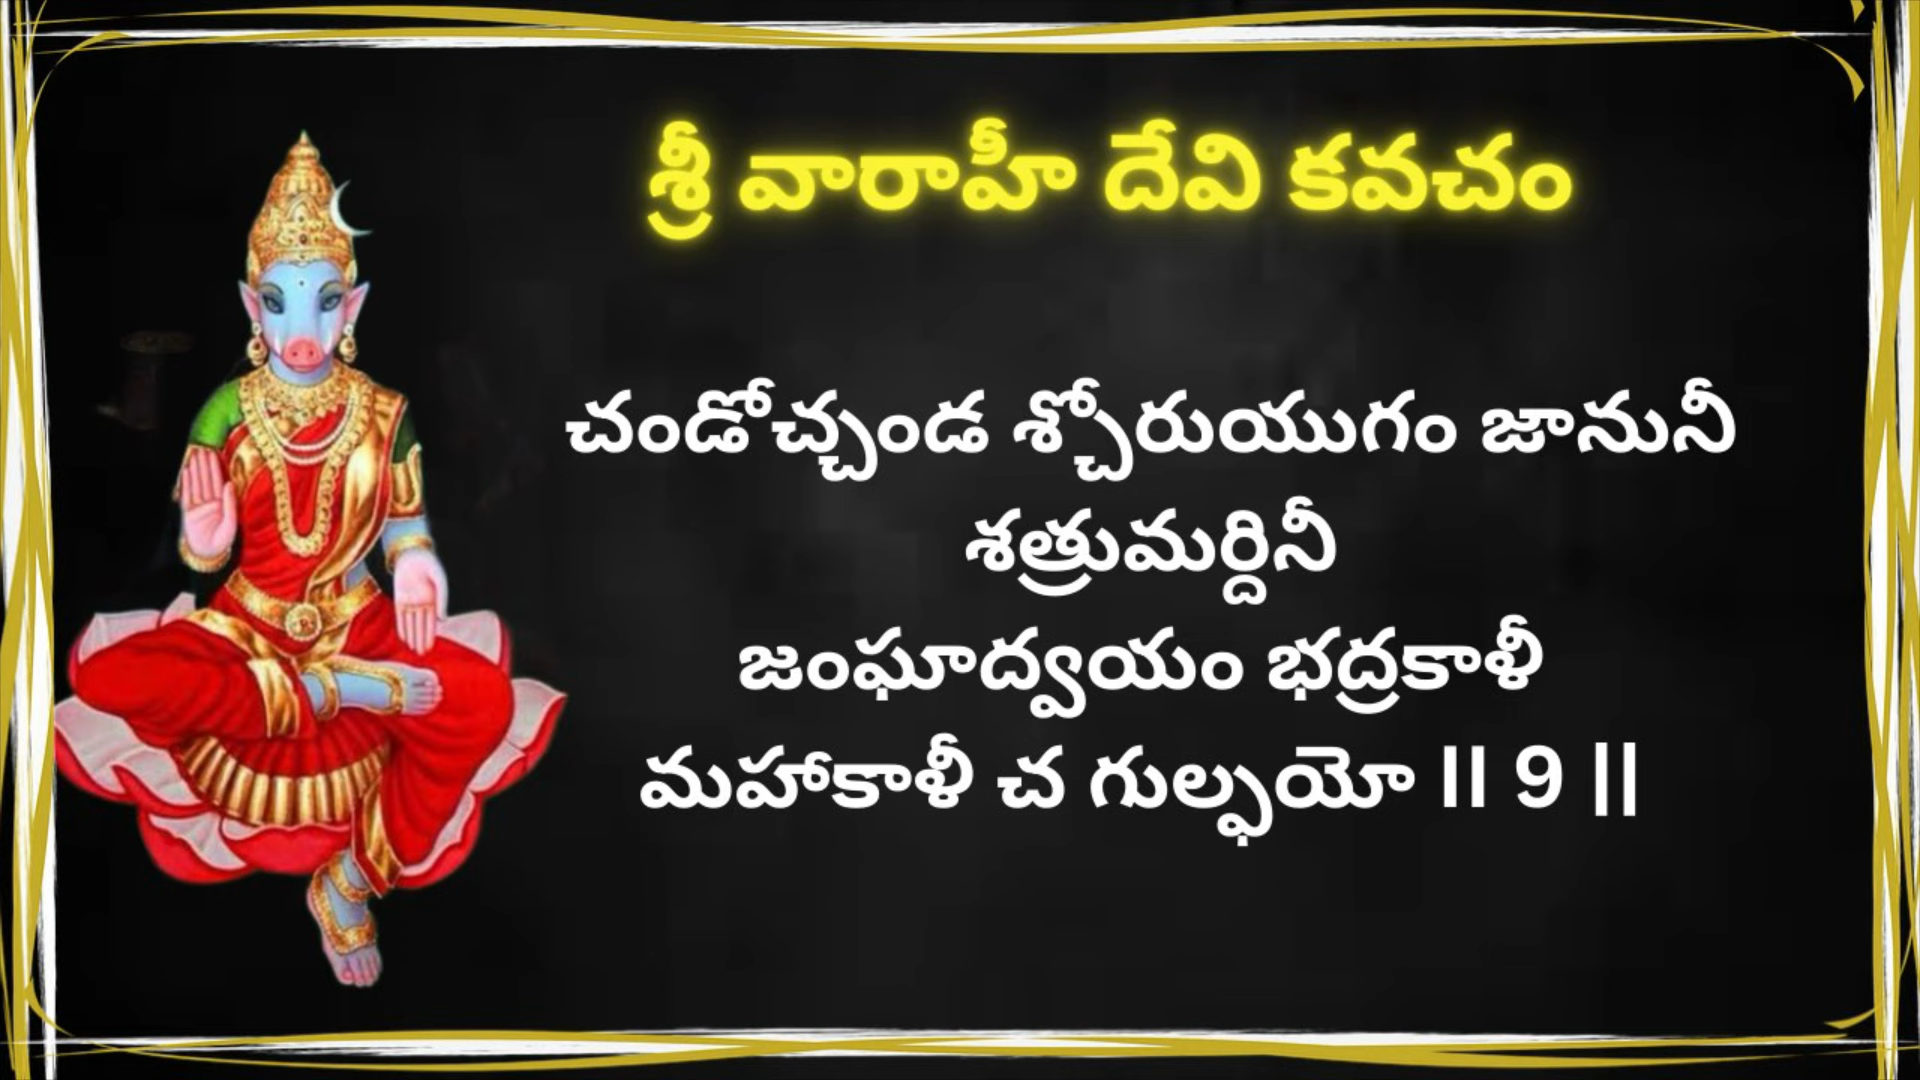 శ్రీ వారాహీ దేవి కవచం
చండోచ్చండ శ్చోరుయుగం జానునీ
శత్రుమర్దినీ
జంఘాద్వయం భద్రకాళీ
మహాకాళీ చ గుల్ఫయో || 9 ||